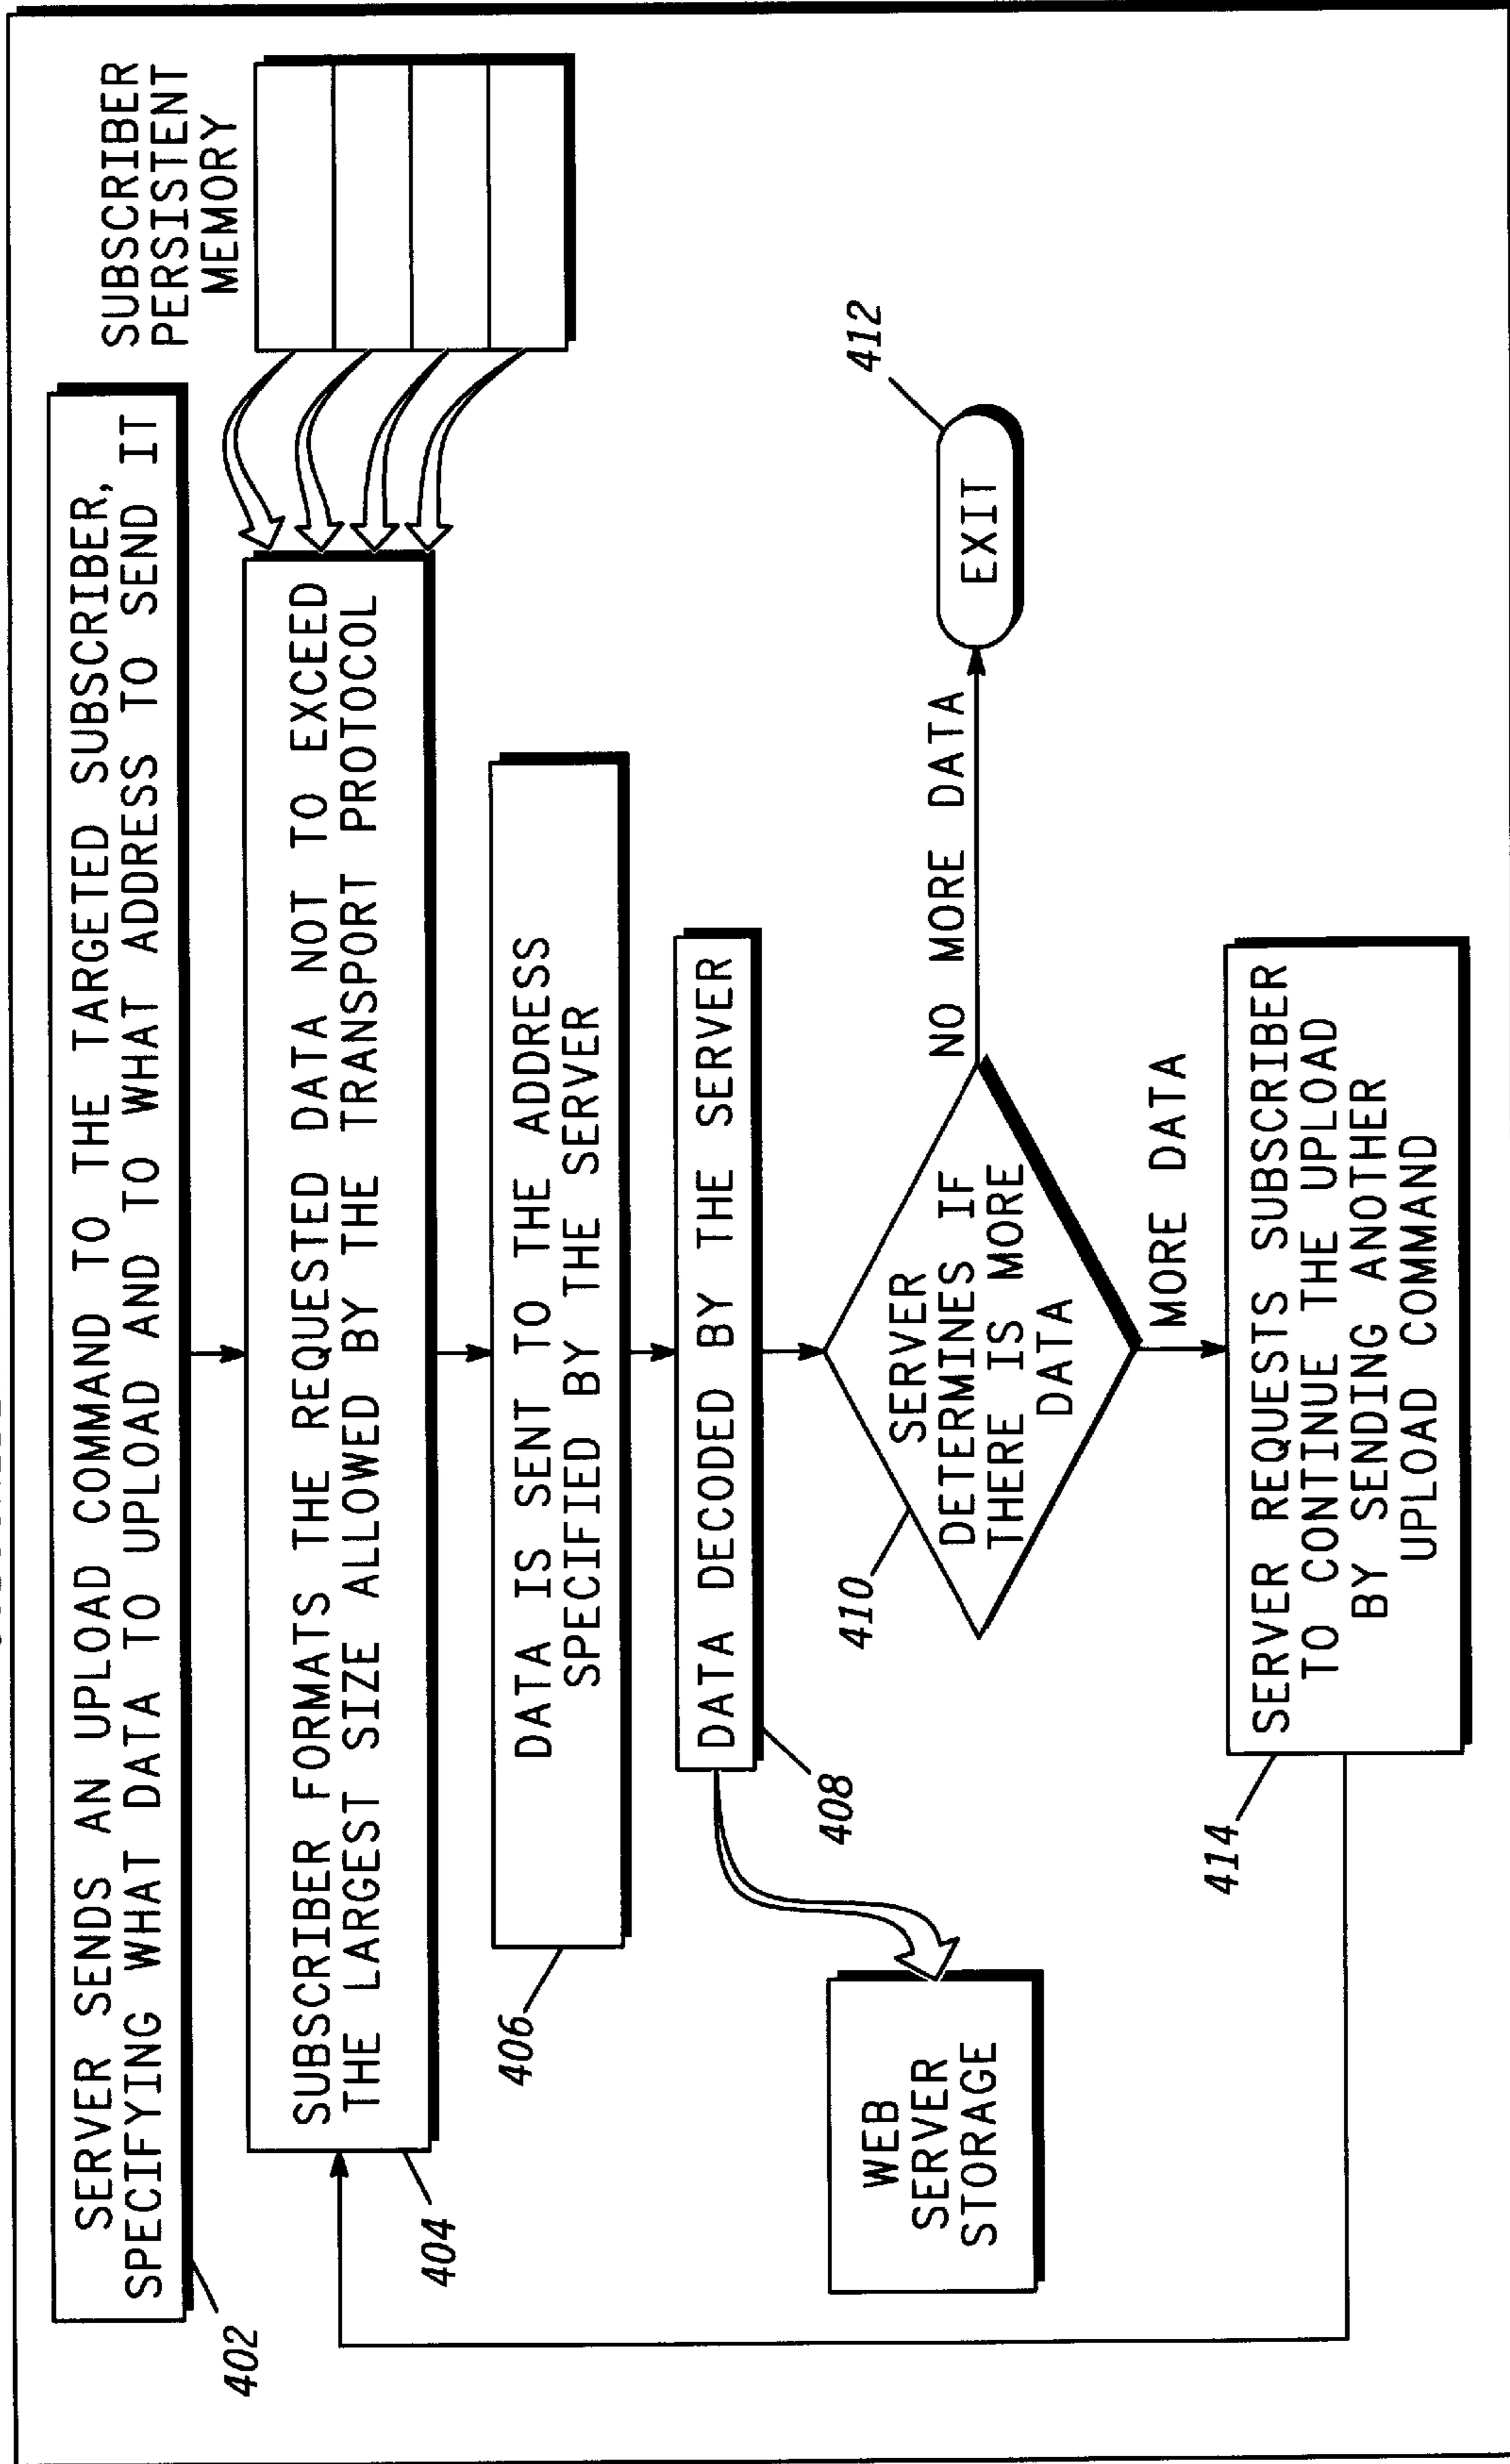 SERVER SENDS AN UPLOAD COMMAND TO THE TARGETED SUBSCRIBER,
SPECIFYING WHAT DATA TO UPLOAD AND TO WHAT ADDRESS TO SEND IT
402
SUBSCRIBER
PERSISTENT
MEMORY
SUBSCRIBER FORMATS THE REQUESTED DATA NOT TO EXCEED
THE LARGEST SIZE ALLOWED BY THE TRANSPORT PROTOCOL
404
DATA IS SENT TO THE ADDRESS
SPECIFIED BY THE SERVER
406
DATA DECODED BY THE SERVER
408
WEB
SERVER
STORAGE
SERVER
DETERMINES IF
THERE IS MORE
DATA
410
NO MORE DATA
EXIT
412
MORE DATA
SERVER REQUESTS SUBSCRIBER
TO CONTINUE THE UPLOAD
BY SENDING ANOTHER
UPLOAD COMMAND
414